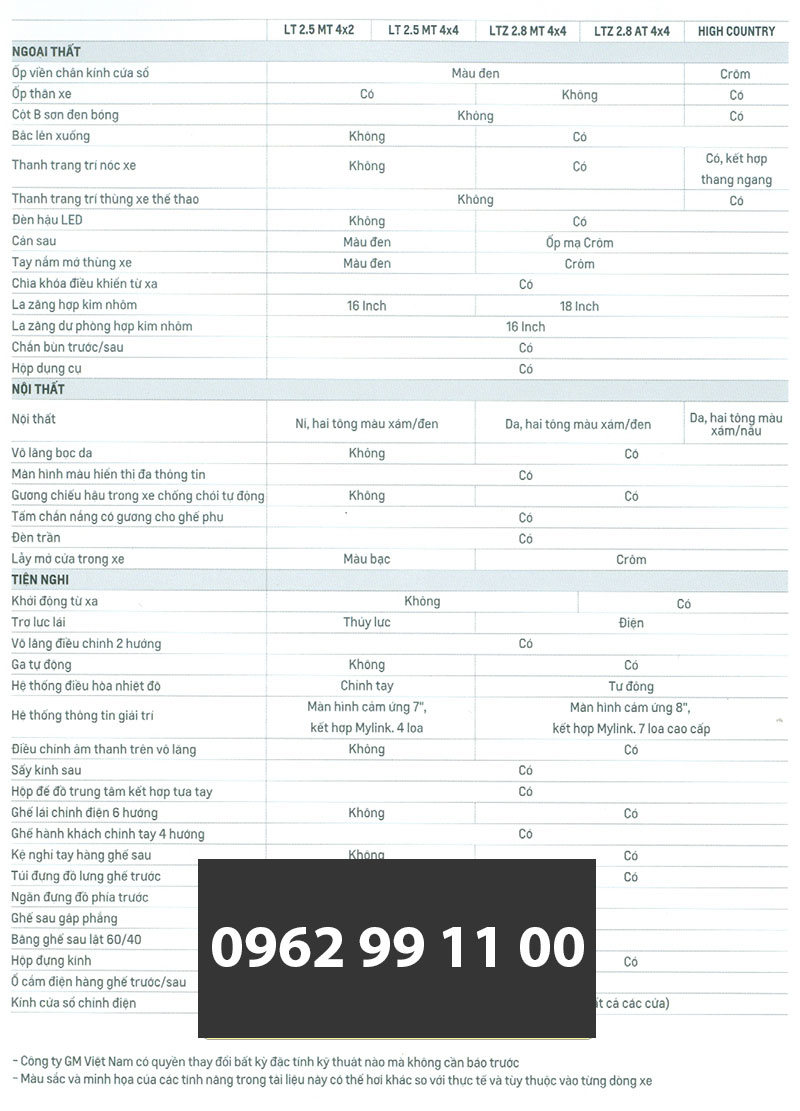 LT 2.5 MT 4x2 LT 2.5 MT 4x4 LTZ 2.8 MT 4x4 LTZ 2.8 AT 4x4 HIGH COUNTRY
NGOẠI THẤT
Ốp viền chân kính cửa sổ Màu đen Crôm
Ốp thân xe Có Không Có
Cột B sơn đen bóng Không Có
Bậc lên xuống Không Có
Thanh trang trí nóc xe Không Có Có, kết hợp
thang ngang
Thanh trang trí thùng xe thể thao Không Có
Đèn hậu LED Không Có
Cản sau Màu đen Ốp mạ Crôm
Tay nắm mở thùng xe Màu đen Crôm
Chìa khóa điều khiển từ xa Có
La zăng hợp kim nhôm 16 Inch 18 Inch
La zăng dự phòng hợp kim nhôm 16 Inch
Chắn bùn trước/sau Có
Hộp dụng cụ Có
NỘI THẤT
Nội thất Nỉ, hai tông màu xám/đen Da, hai tông màu xám/đen Da, hai tông màu
xám/nâu
Vô lăng bọc da Không Có
Màn hình màu hiển thị đa thông tin Có
Gương chiếu hậu trong xe chống chói tự động Không Có
Tấm chắn nắng có gương cho ghế phụ Có
Đèn trần Có
Lẫy mở cửa trong xe Màu bạc Crôm
TIỆN NGHI
Khởi động từ xa Không Có
Trợ lực lái Thủy lực Điện
Vô lăng điều chỉnh 2 hướng Có
Ga tự động Không Có
Hệ thống điều hòa nhiệt độ Chỉnh tay Tự động
Hệ thống thông tin giải trí Màn hình cảm ứng 7", Màn hình cảm ứng 8",
kết hợp Mylink. 4 loa kết hợp Mylink. 7 loa cao cấp
Điều chỉnh âm thanh trên vô lăng Không Có
Sấy kính sau Có
Hộp để đồ trung tâm kết hợp tựa tay Có
Ghế lái chỉnh điện 6 hướng Không Có
Ghế hành khách chỉnh tay 4 hướng Có
Kệ nghỉ tay hàng ghế sau Không Có
Túi đựng đồ lưng ghế trước Có
Ngăn đựng đồ phía trước
Ghế sau gập phẳng
Băng ghế sau lật 60/40
Hộp đựng kính Có
Ổ cắm điện hàng ghế trước/sau
Kính cửa sổ chỉnh điện ất cả các cửa)
0962 99 11 00
– Công ty GM Việt Nam có quyền thay đổi bất kỳ đặc tính kỹ thuật nào mà không cần báo trước
– Màu sắc và minh họa của các tính năng trong tài liệu này có thể hơi khác so với thực tế và tùy thuộc vào từng dòng xe